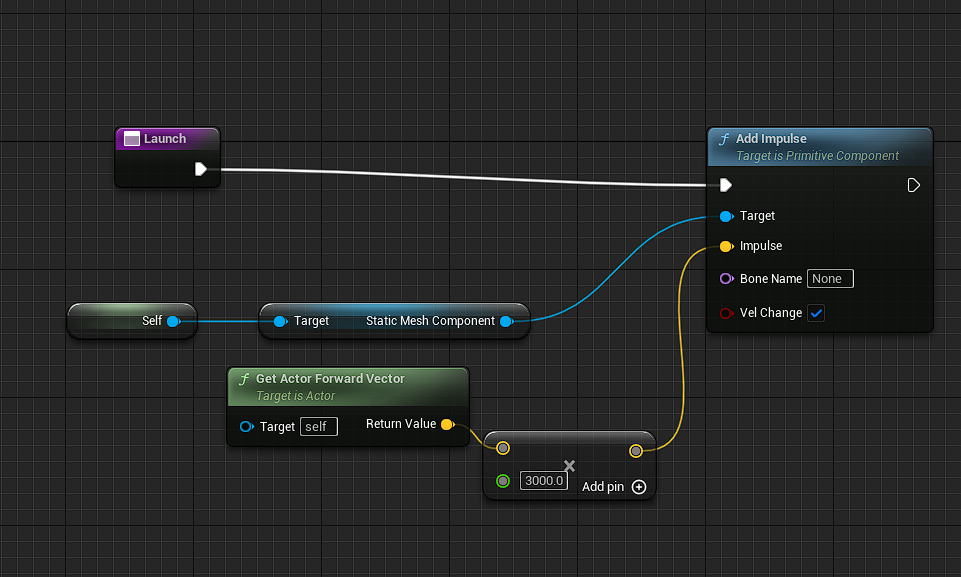 Launch
f Add Impulse
Target is Primitive Component
Target
Impulse
Bone Name None
Vel Change
Self
Target Static Mesh Component
f Get Actor Forward Vector
Target is Actor
Target self Return Value
3000.0 Add pin